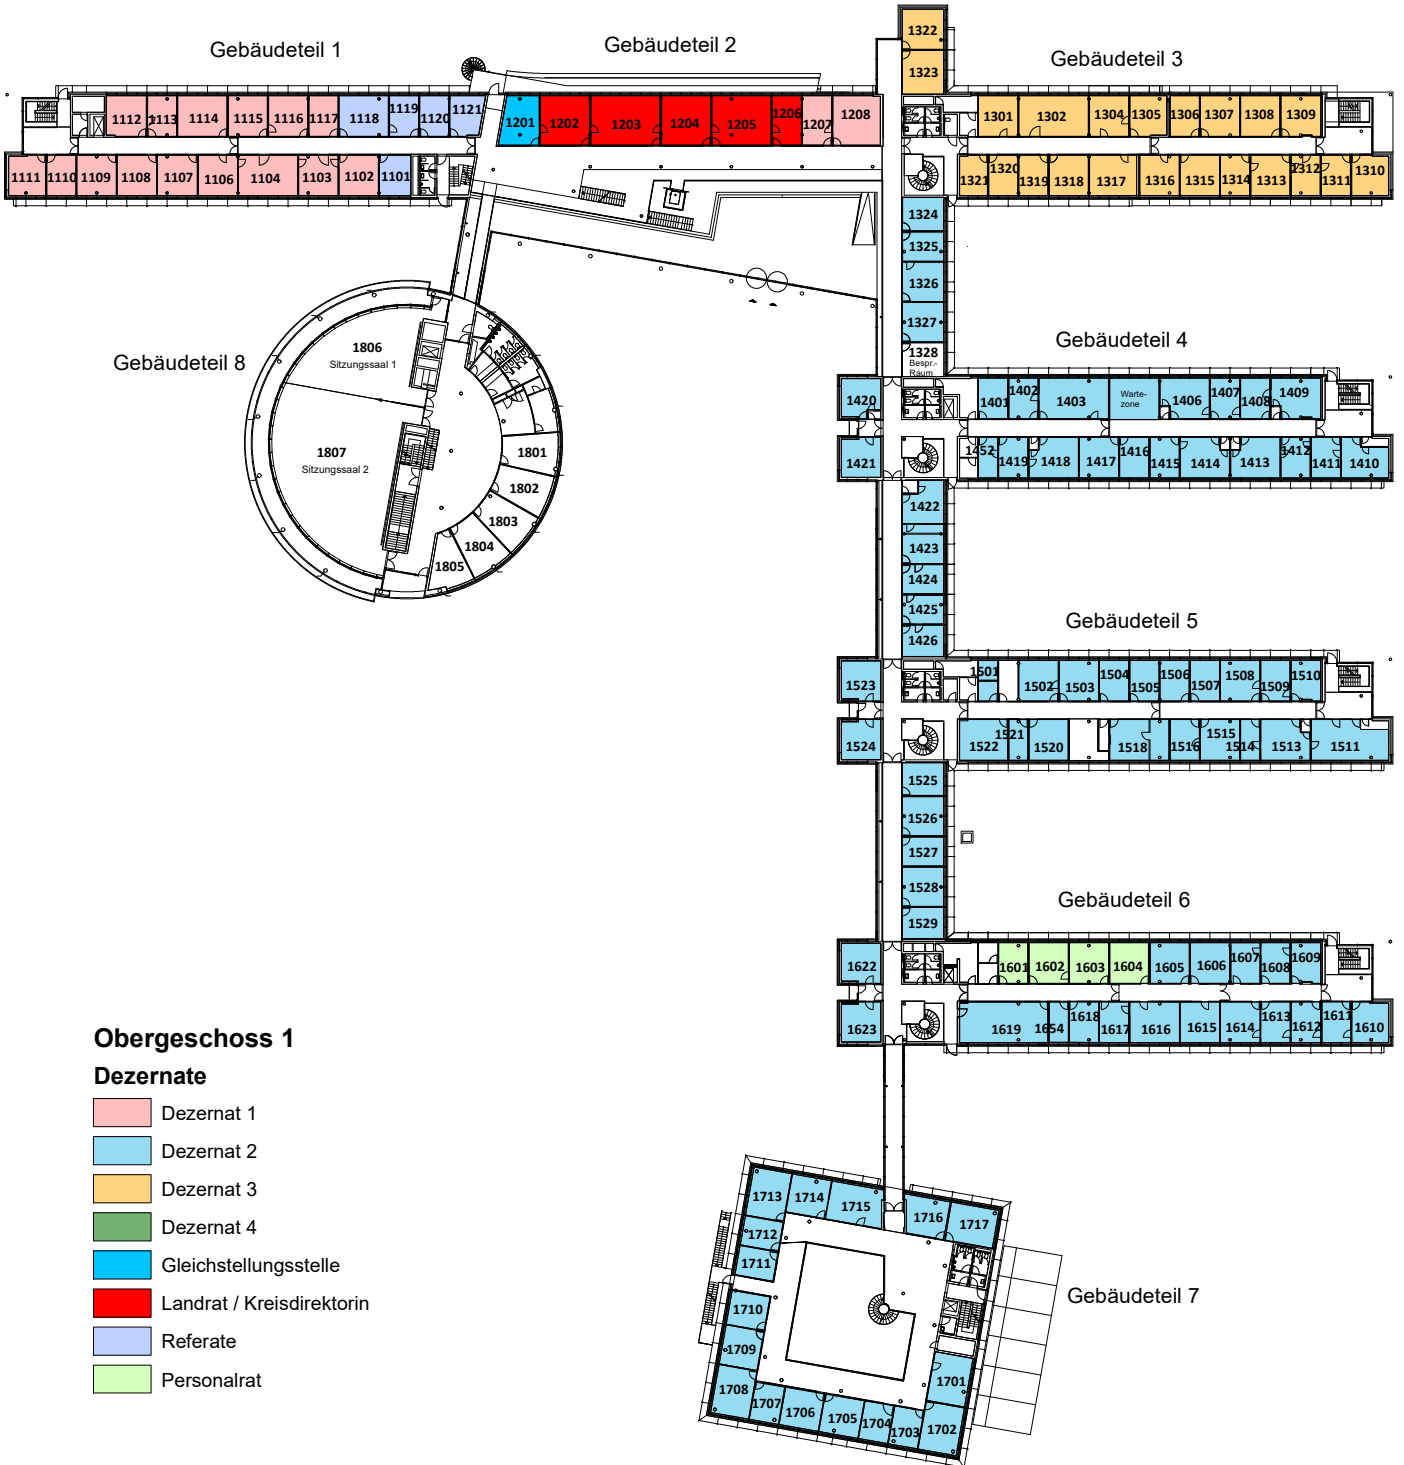 Gebäudeteil 1
Gebäudeteil 2
Gebäudeteil 3
1322
1323
1112 1113 1114 1115 1116 1117 1118 1119 1120 1121
1201 1202 1203 1204 1205 1206 1207 1208
1301 1302 1304 1305 1306 1307 1308 1309
1111 1110 1109 1108 1107 1106 1104 1103 1102 1101
1321 1320 1319 1318 1317 1316 1315 1314 1313 1312 1311 1310
1324
1325
1326
1327
1328
Bespr.-
Raum
Gebäudeteil 4
Gebäudeteil 8
1806
Sitzungssaal 1
1807
Sitzungssaal 2
1801
1802
1803
1804
1805
1420
1401 1402 1403
Warte-
zone
1406 1407 1408 1409
1421
1452 1419 1418 1417 1416 1415 1414 1413 1412 1411 1410
1422
1423
1424
1425
1426
Gebäudeteil 5
1523
1501 1502 1503 1504 1505 1506 1507 1508 1509 1510
1524
1522 1521 1520 1518 1516 1515 1514 1513 1511
1525
1526
1527
1528
1529
Gebäudeteil 6
1622
1601 1602 1603 1604 1605 1606 1607 1608 1609
1623
1619 1654 1618 1617 1616 1615 1614 1613 1612 1611 1610
Obergeschoss 1
Dezernate
Dezernat 1
Dezernat 2
Dezernat 3
Dezernat 4
Gleichstellungsstelle
Landrat / Kreisdirektorin
Referate
Personalrat
Gebäudeteil 7
1713 1714 1715 1716 1717
1712
1711
1710
1709
1708 1707 1706 1705 1704 1703 1702
1701